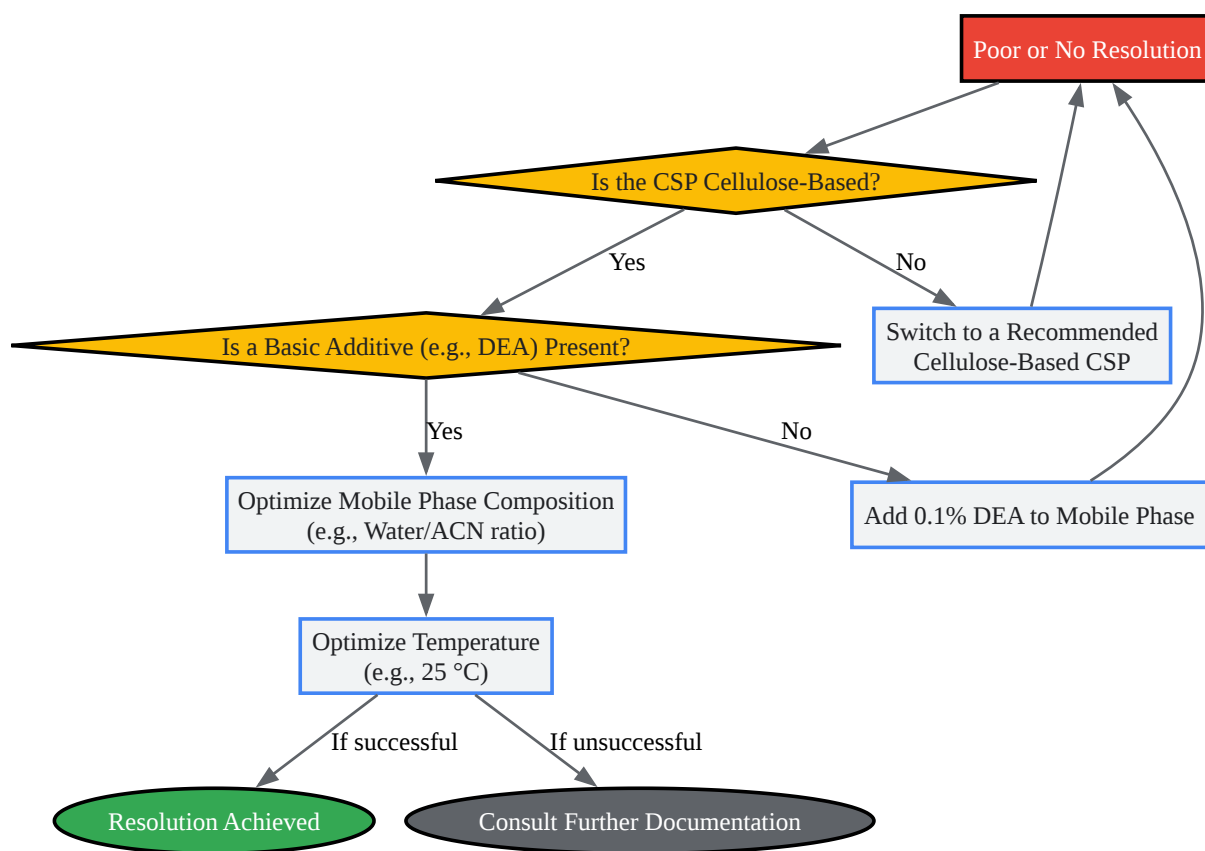 Poor or No Resolution
Is the CSP Cellulose-Based?
Yes
No
Switch to a Recommended
Cellulose-Based CSP
Is a Basic Additive (e.g., DEA) Present?
Yes
No
Optimize Mobile Phase Composition
(e.g., Water/ACN ratio)
Add 0.1% DEA to Mobile Phase
Optimize Temperature
(e.g., 25 °C)
If successful
If unsuccessful
Resolution Achieved
Consult Further Documentation